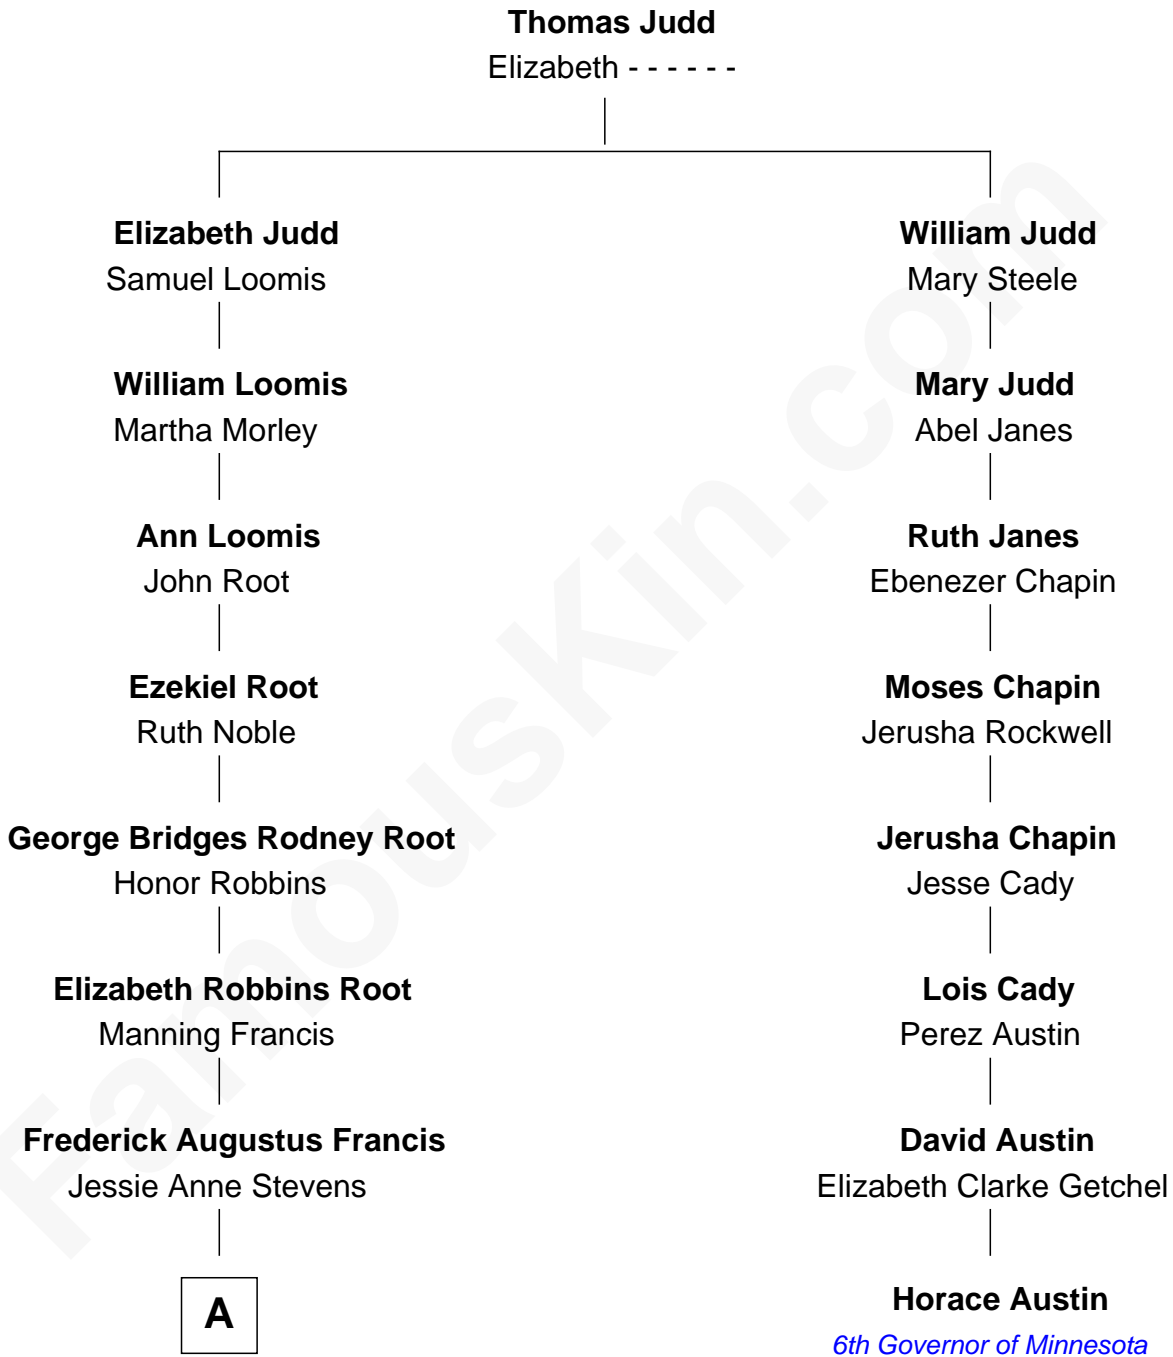 Thomas Judd
Elizabeth - - - - - -
Elizabeth Judd
Samuel Loomis
William Judd
Mary Steele
William Loomis
Martha Morley
Mary Judd
Abel Janes
Ann Loomis
John Root
Ruth Janes
Ebenezer Chapin
Ezekiel Root
Ruth Noble
Moses Chapin
Jerusha Rockwell
George Bridges Rodney Root
Honor Robbins
Jerusha Chapin
Jesse Cady
Elizabeth Robbins Root
Manning Francis
Lois Cady
Perez Austin
Frederick Augustus Francis
Jessie Anne Stevens
David Austin
Elizabeth Clarke Getchel
A
Horace Austin
6th Governor of Minnesota
FamousKin.com